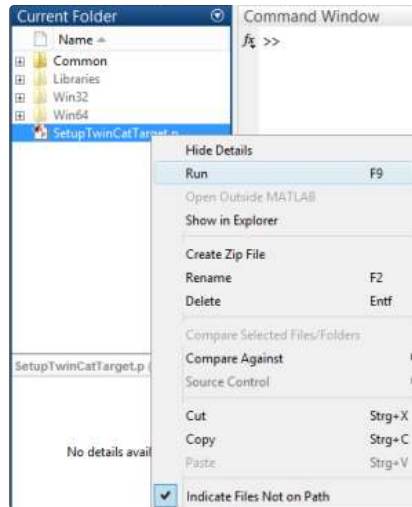 Current Folder
Command Window
Name
fx >>
Common
Libraries
Win32
Win64
SetupTwinCatTarget.p
Hide Details
Run F9
Open Outside MATLAB
Show in Explorer
Create Zip File
Rename F2
Delete Entf
Compare Selected Files/Folders
Compare Against
Source Control
SetupTwinCatTarget.p (
Cut Strg+X
Copy Strg+C
No details avail
Paste Strg+V
Indicate Files Not on Path